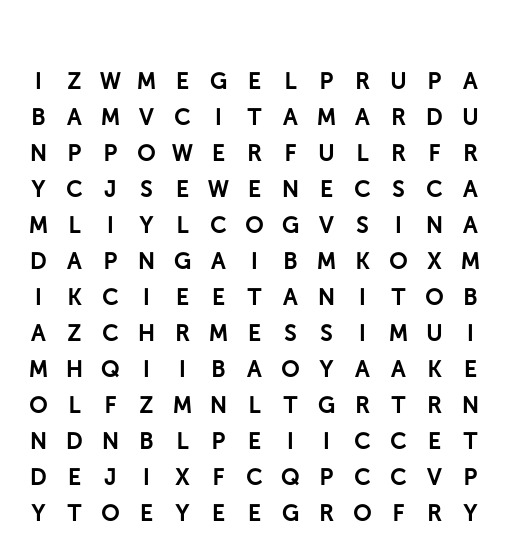 I Z W M E G E L P R U P A
B A M V C I T A M A R D U
N P P O W E R F U L R F R
Y C J S E W E N E C S C A
M L I Y L C O G V S I N A
D A P N G A I B M K O X M
I K C I E E T A N I T O B
A Z C H R M E S S I M U I
M H Q I I B A O Y A A K E
O L F Z M N L T G R T R N
N D N B L P E I I C C E T
D E J I X F C Q P C C V P
Y T O E Y E E G R O F R Y